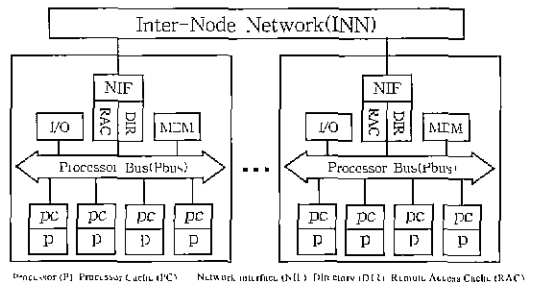 Inter-Node Network(INN)
NIF
RAC
DIR
I/O
MEM
Processor Bus(Pbus)
pc pc pc pc
p p p p
...
NIF
RAC
DIR
I/O
MEM
Processor Bus(Pbus)
pc pc pc pc
p p p p
Processor (P) Processor Cache (PC) Network Interface (NIF) Directory (DIR) Remote Access Cache (RAC)